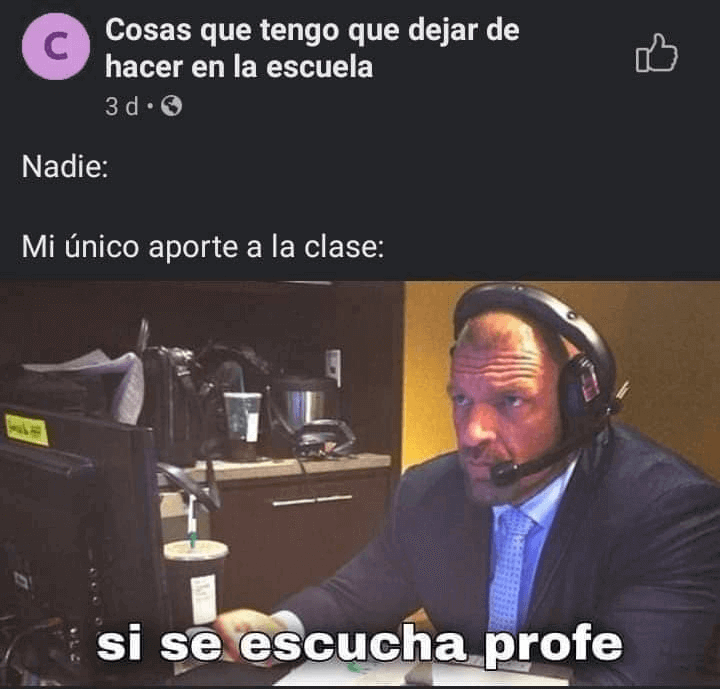 C
Cosas que tengo que dejar de
hacer en la escuela
3 d •
Nadie:
Mi único aporte a la clase:
si se escucha profe